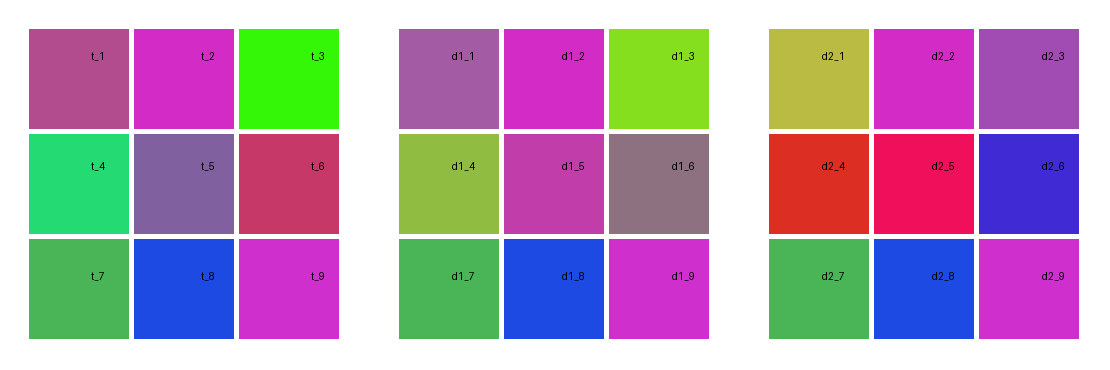 t_1 t_2 t_3 d1_1 d1_2 d1_3 d2_1 d2_2 d2_3
t_4 t_5 t_6 d1_4 d1_5 d1_6 d2_4 d2_5 d2_6
t_7 t_8 t_9 d1_7 d1_8 d1_9 d2_7 d2_8 d2_9